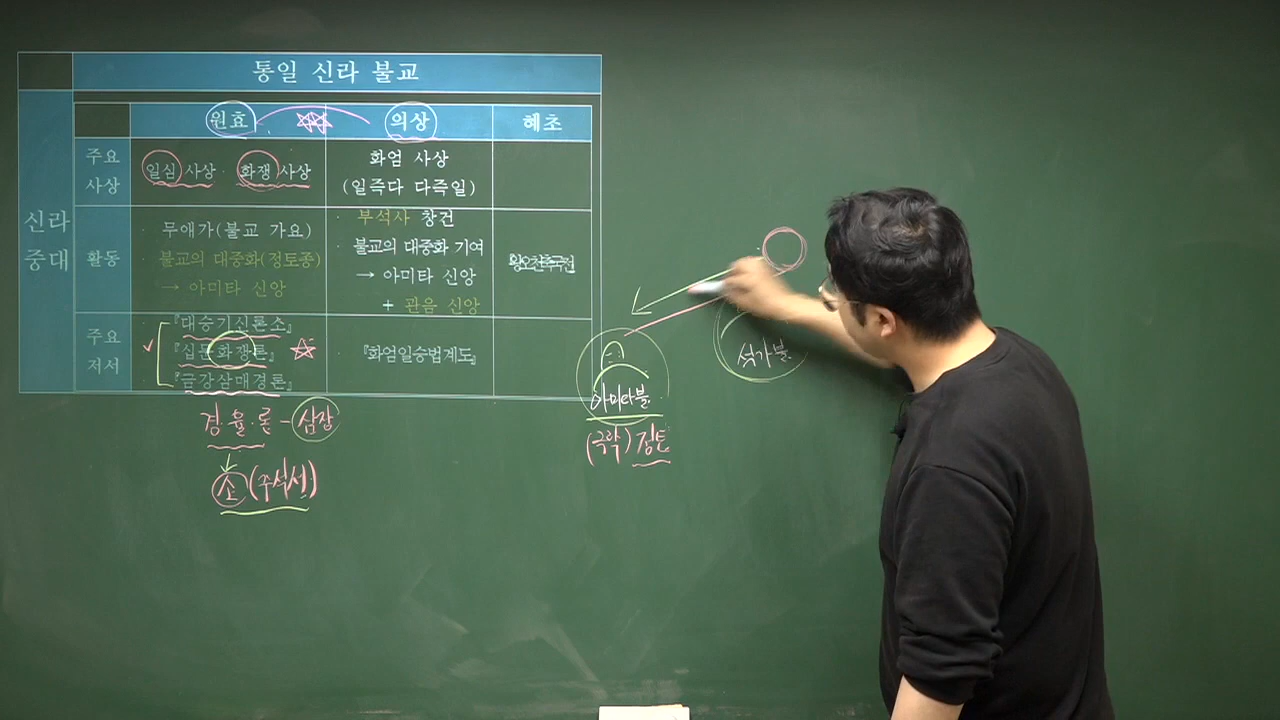 통일 신라 불교
신라
중대
원효
의상
혜초
주요
사상
일심 사상 · 화쟁 사상
화엄 사상
(일즉다 다즉일)
활동
· 무애가(불교 가요)
· 불교의 대중화(정토종)
→ 아미타 신앙
· 부석사 창건
· 불교의 대중화 기여
→ 아미타 신앙
+ 관음 신앙
왕오천축국전
주요
저서
『대승기신론소』
『십문화쟁론』
『금강삼매경론』
『화엄일승법계도』
경 율 론 - 삼장
소 (주석서)
석가불
아미타불
(극락) 정토